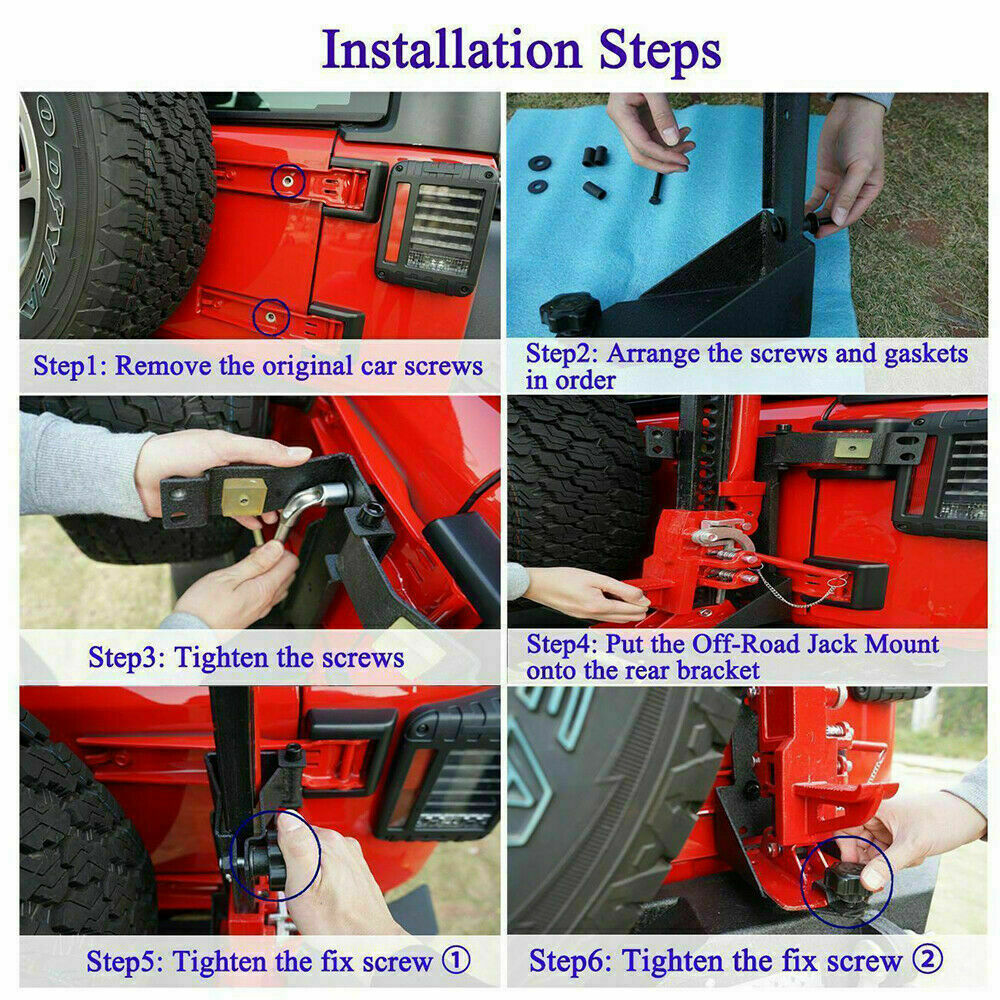 Installation Steps
ODYEA
Step1: Remove the original car screws
Step2: Arrange the screws and gaskets
in order
Step3: Tighten the screws
Step4: Put the Off-Road Jack Mount
onto the rear bracket
Step5: Tighten the fix screw ①
Step6: Tighten the fix screw ②